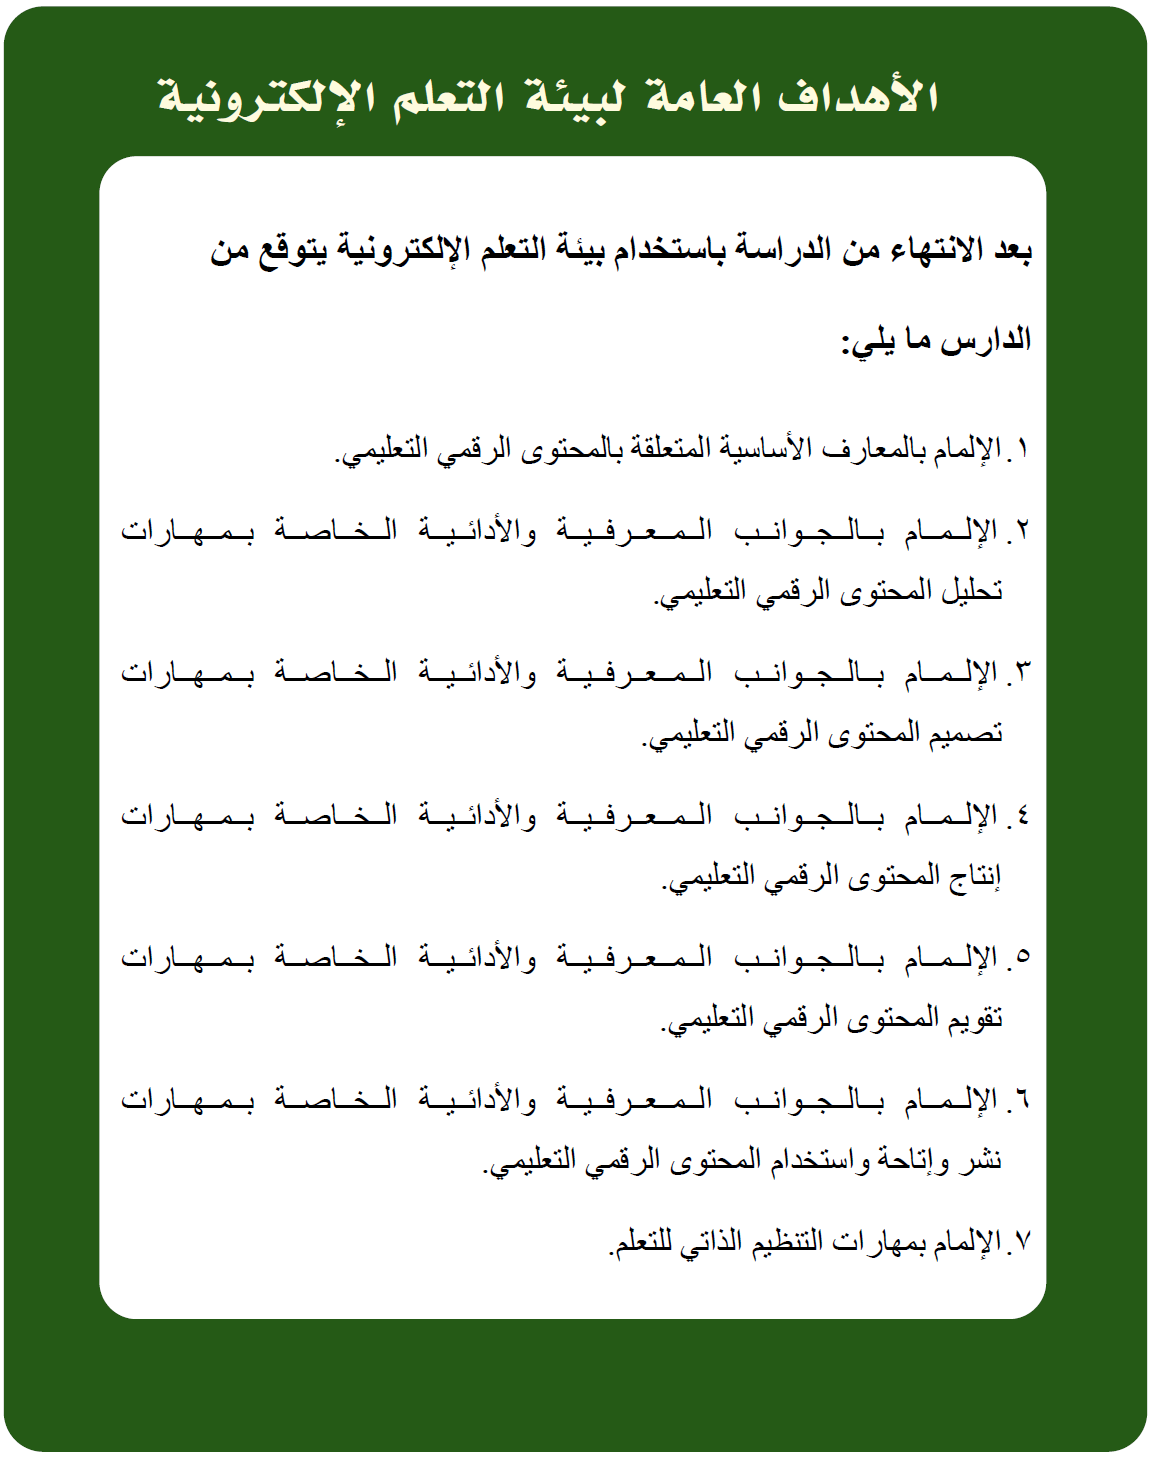 الأهداف العامة لبيئة التعلم الإلكترونية
بعد الانتهاء من الدراسة باستخدام بيئة التعلم الإلكترونية يتوقع من
الدارس ما يلي:
١. الإلمام بالمعارف الأساسية المتعلقة بالمحتوى الرقمي التعليمي.
٢. الإلمام بالجوانب المعرفية والأدائية الخاصة بمهارات
تحليل المحتوى الرقمي التعليمي.
٣. الإلمام بالجوانب المعرفية والأدائية الخاصة بمهارات
تصميم المحتوى الرقمي التعليمي.
٤. الإلمام بالجوانب المعرفية والأدائية الخاصة بمهارات
إنتاج المحتوى الرقمي التعليمي.
٥. الإلمام بالجوانب المعرفية والأدائية الخاصة بمهارات
تقويم المحتوى الرقمي التعليمي.
٦. الإلمام بالجوانب المعرفية والأدائية الخاصة بمهارات
نشر وإتاحة واستخدام المحتوى الرقمي التعليمي.
٧. الإلمام بمهارات التنظيم الذاتي للتعلم.